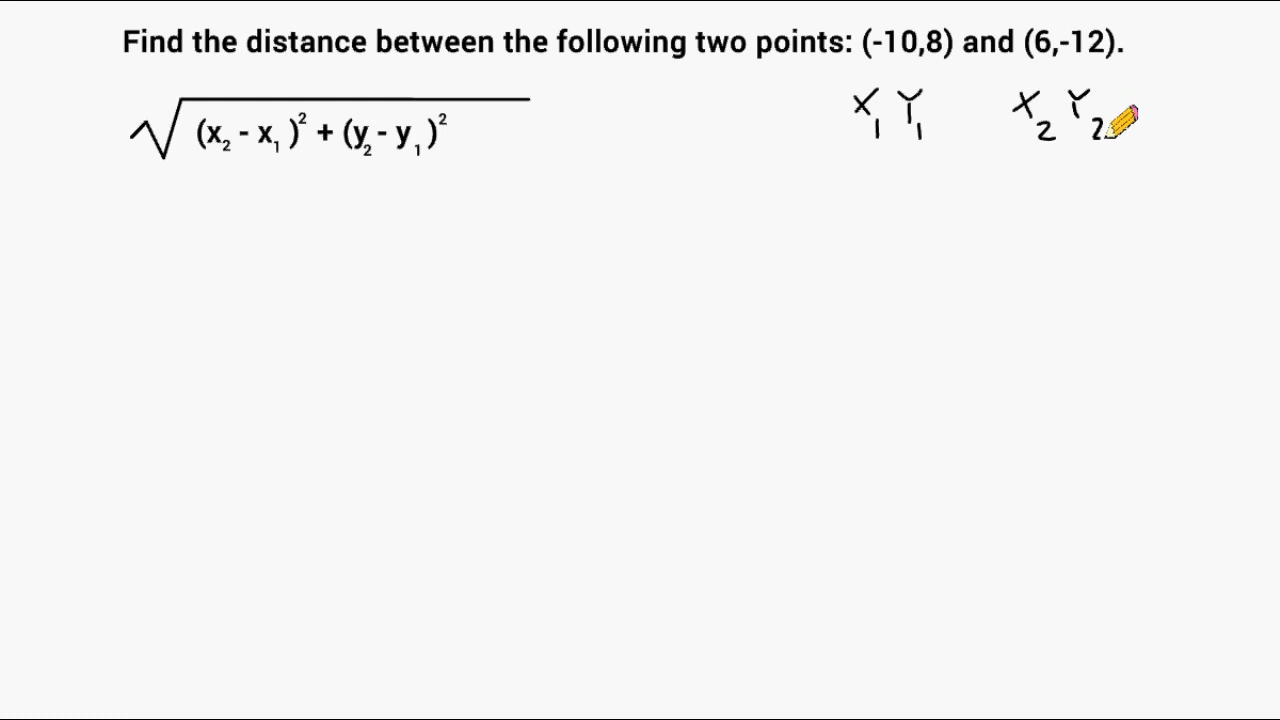 Find the distance between the following two points: (-10,8) and (6,-12).
X₁ Y₁ X₂ Y₂
√(x₂ - x₁)² + (y₂ - y₁)²